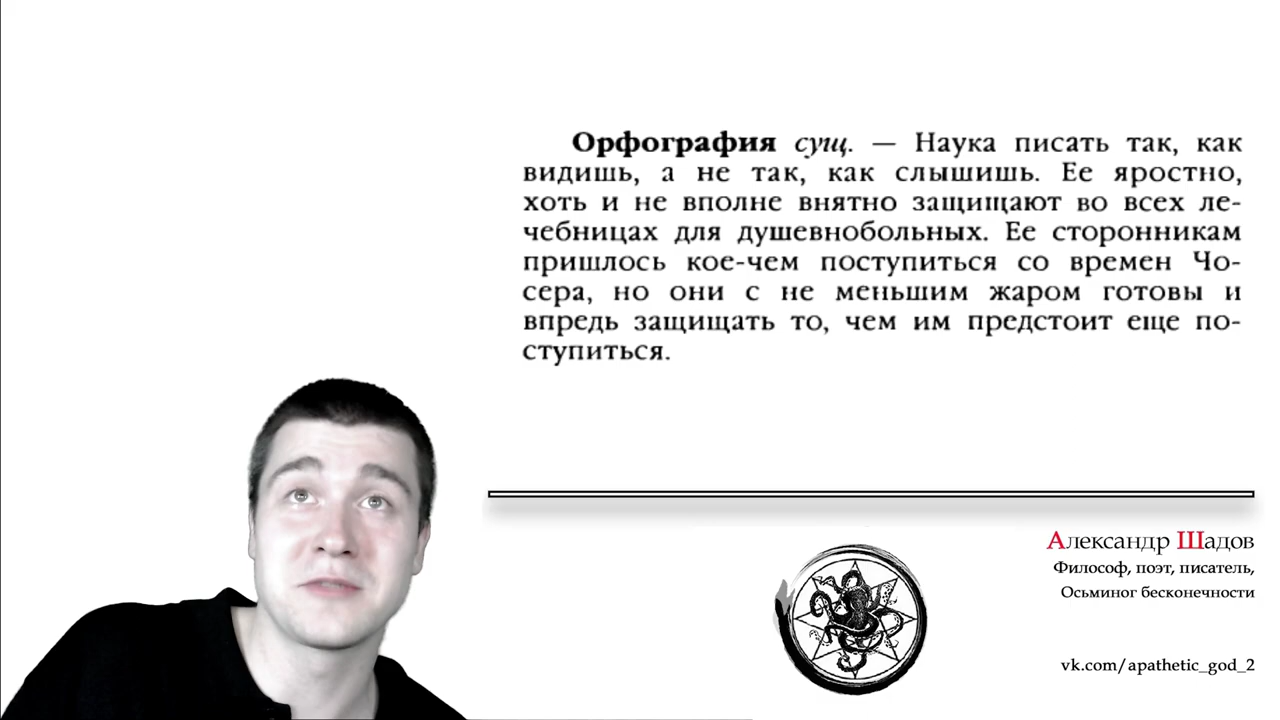 Орфография сущ. — Наука писать так, как
видишь, а не так, как слышишь. Ее яростно,
хоть и не вполне внятно защищают во всех ле-
чебницах для душевнобольных. Ее сторонникам
пришлось кое-чем поступиться со времен Чо-
сера, но они с не меньшим жаром готовы и
впредь защищать то, чем им предстоит еще по-
ступиться.
Александр Шадов
Философ, поэт, писатель,
Осьминог бесконечности
vk.com/apathetic_god_2